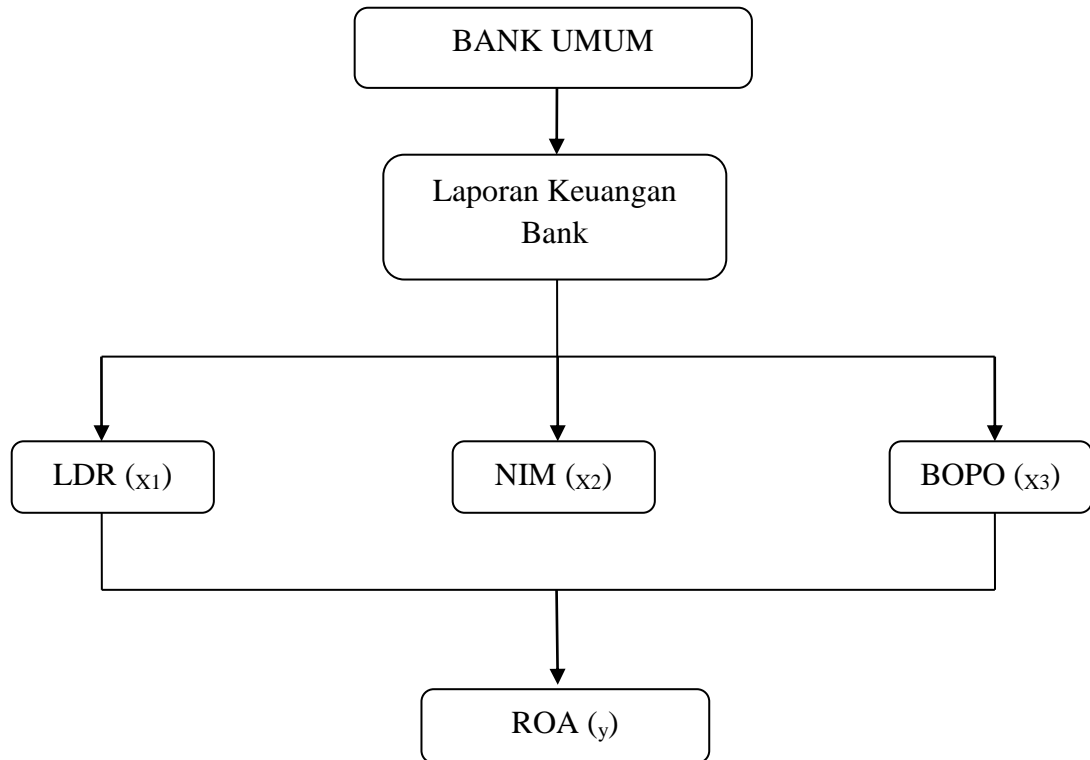 BANK UMUM
Laporan Keuangan
Bank
LDR (X1)
NIM (X2)
BOPO (X3)
ROA (y)